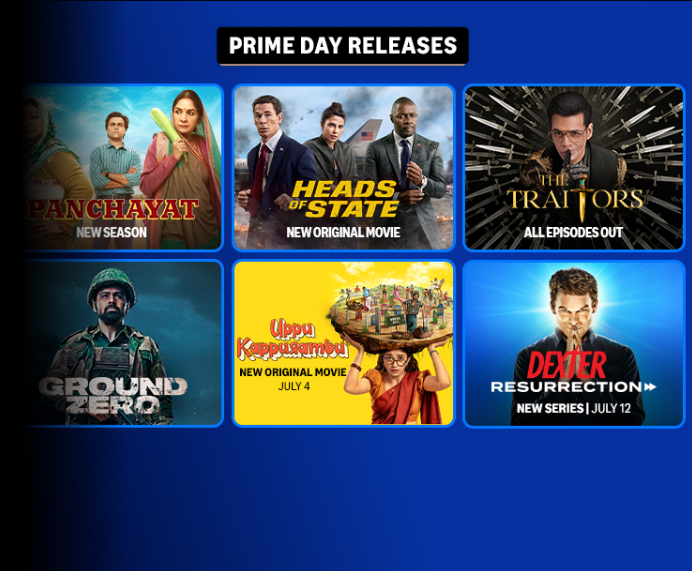 PRIME DAY RELEASES
PANCHAYAT
NEW SEASON
HEADS
OF STATE
NEW ORIGINAL MOVIE
THE
TRAITORS
ALL EPISODES OUT
GROUND
ZERO
Uppu
Kappurambu
NEW ORIGINAL MOVIE
JULY 4
DEXTER
RESURRECTION
NEW SERIES | JULY 12